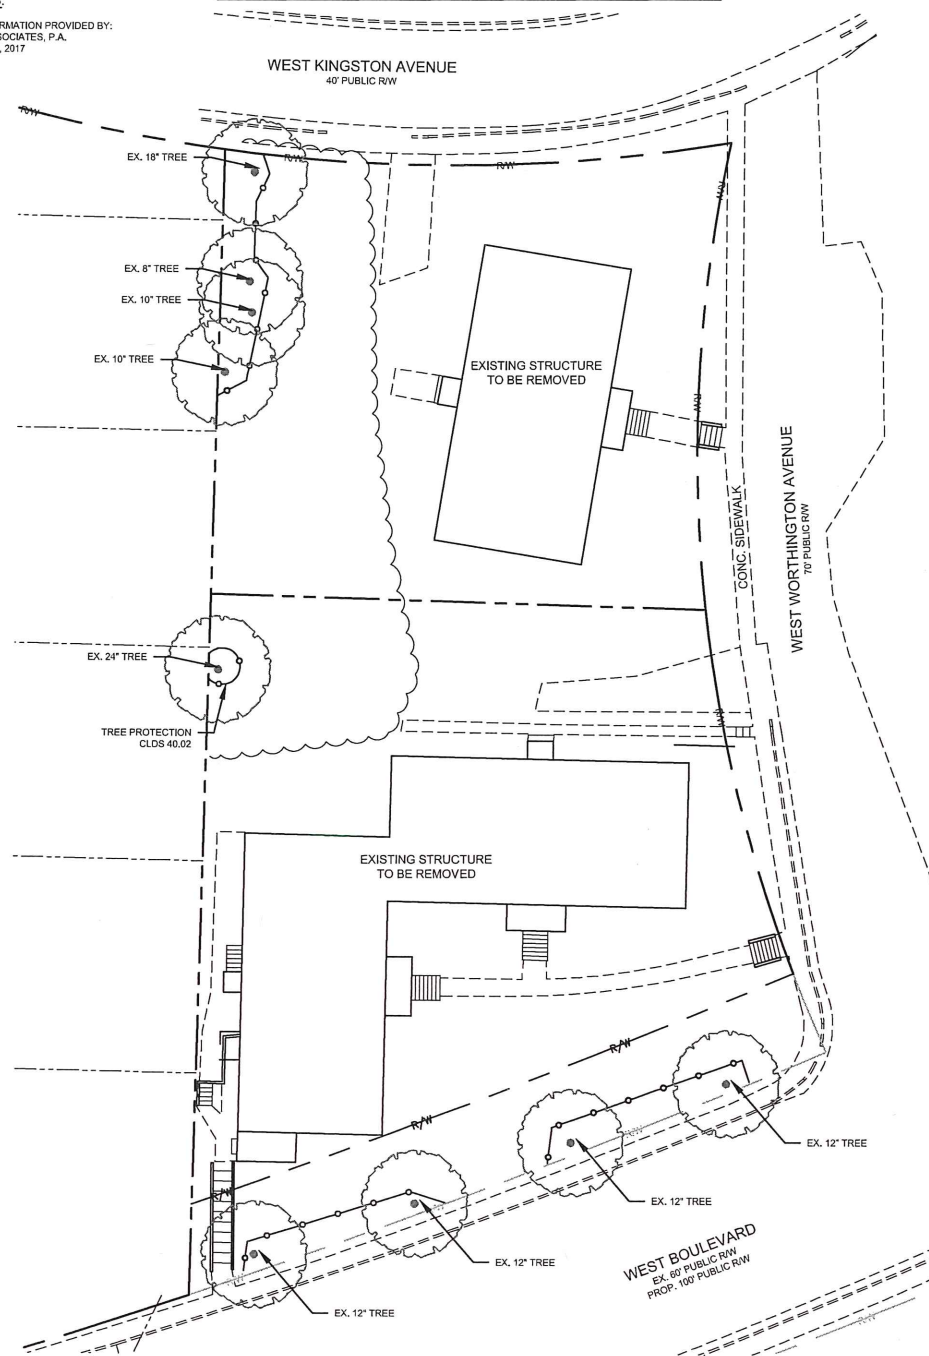 ORMATION PROVIDED BY:
SOCIATES, P.A.
, 2017
WEST KINGSTON AVENUE
40' PUBLIC R/W
R/W
R/W
R/W
R/W
EX. 18" TREE
EX. 8" TREE
EX. 10" TREE
EX. 10" TREE
EXISTING STRUCTURE
TO BE REMOVED
R/W
CONC. SIDEWALK
WEST WORTHINGTON AVENUE
70' PUBLIC R/W
EX. 24" TREE
TREE PROTECTION
CLDS 40.02
R/W
EXISTING STRUCTURE
TO BE REMOVED
R/W
R/W
R/W
R/W
EX. 12" TREE
EX. 12" TREE
EX. 12" TREE
EX. 12" TREE
WEST BOULEVARD
EX. 60' PUBLIC R/W
PROP. 100' PUBLIC R/W
R/W